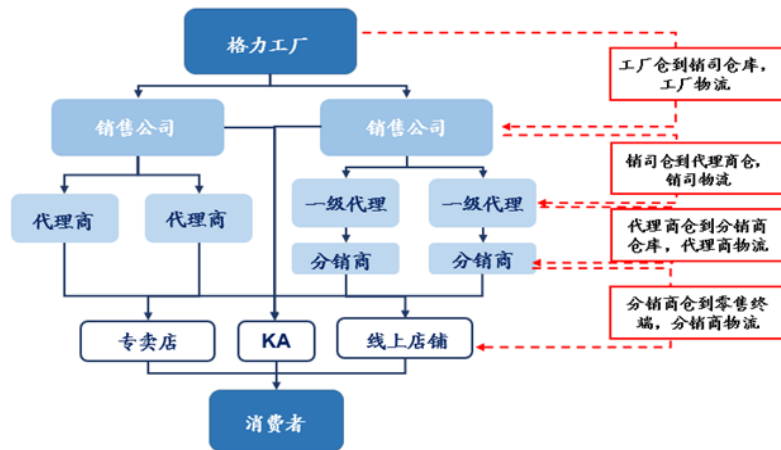 格力工厂
工厂仓到销司仓库，
工厂物流
销售公司
销售公司
销司仓到代理商仓，
销司物流
代理商
代理商
一级代理
一级代理
代理商仓到分销商
仓库，代理商物流
分销商
分销商
分销商仓到零售终
端，分销商物流
专卖店
KA
线上店铺
消费者